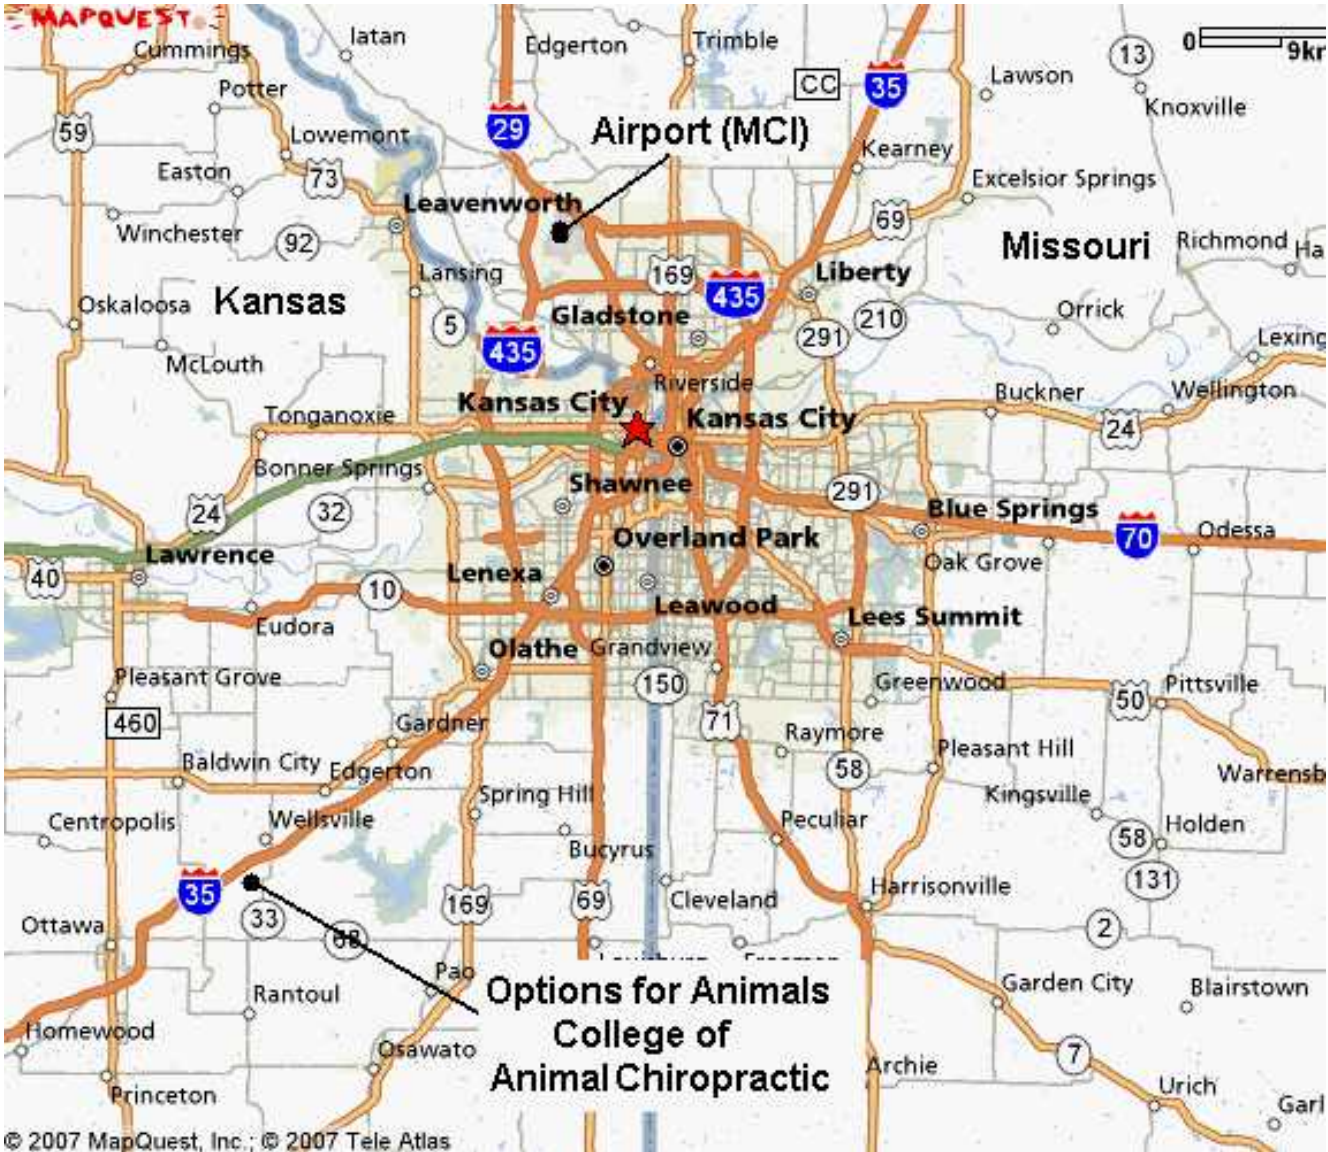 MAPQUEST
Iatan
Edgerton
Trimble
13
0
Cummings
CC
35
Lawson
Potter
Knoxville
59
29
Airport (MCI)
Lowemont
Kearney
Easton
73
Excelsior Springs
Leavenworth
69
Winchester
92
Missouri
Richmond
Lansing
169
Liberty
Oskaloosa
Kansas
435
Orrick
5
Gladstone
210
291
435
McLouth
Riverside
Buckner
Wellington
Kansas City
Kansas City
Tonganoxie
24
Bonner Springs
Shawnee
291
24
32
Blue Springs
70
Odessa
Overland Park
Lawrence
Oak Grove
40
Lenexa
10
Leawood
Lees Summit
Eudora
Olathe
Grandview
Pleasant Grove
150
Greenwood
50
Pittsville
460
Gardner
71
Raymore
Pleasant Hill
Baldwin City
Edgerton
58
Spring Hill
Kingsville
Centropolis
Wellsville
Peculiar
58
Holden
Bucyrus
35
131
Harrisonville
33
169
69
Cleveland
Ottawa
68
2
Options for Animals
College of
Animal Chiropractic
Rantoul
Garden City
Blairstown
Homewood
7
Archie
Princeton
Urich
© 2007 MapQuest, Inc.; © 2007 Tele Atlas